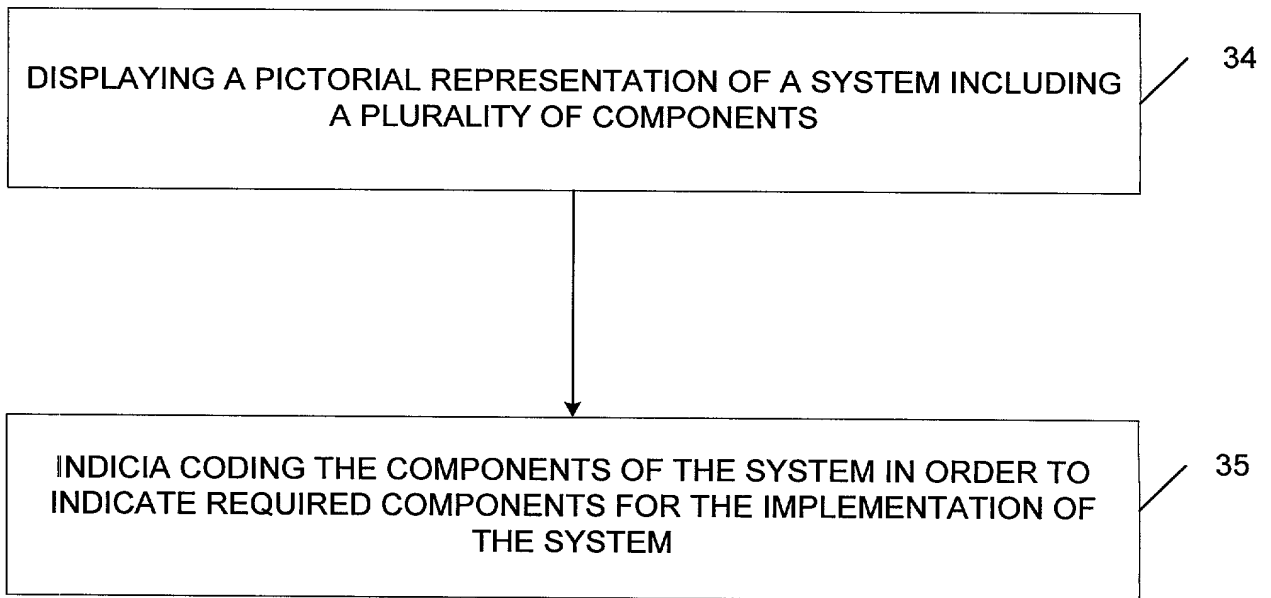 DISPLAYING A PICTORIAL REPRESENTATION OF A SYSTEM INCLUDING
A PLURALITY OF COMPONENTS
34
INDICIA CODING THE COMPONENTS OF THE SYSTEM IN ORDER TO
INDICATE REQUIRED COMPONENTS FOR THE IMPLEMENTATION OF
THE SYSTEM
35